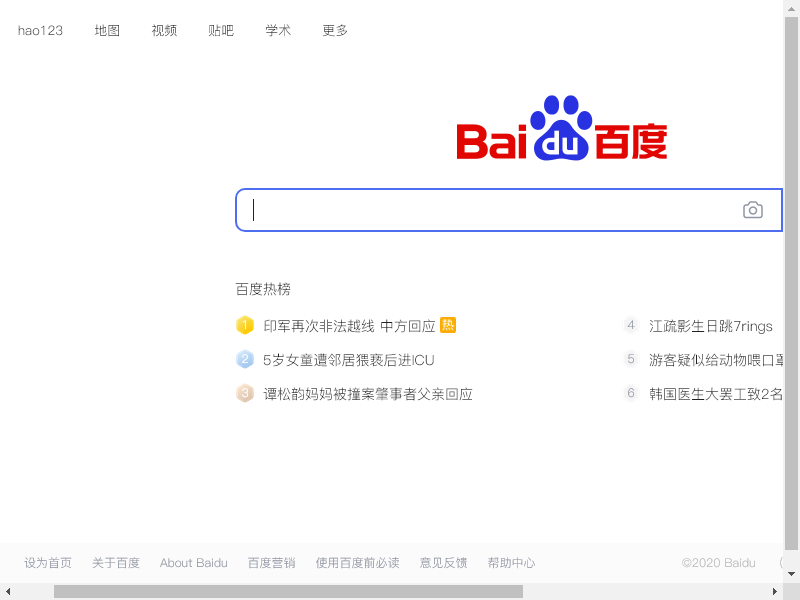 hao123 地图 视频 贴吧 学术 更多
Bai du 百度
百度热榜
1 印军再次非法越线 中方回应 热
4 江疏影生日跳7rings
2 5岁女童遭邻居猥亵后进ICU
5 游客疑似给动物喂口罩
3 谭松韵妈妈被撞案肇事者父亲回应
6 韩国医生大罢工致2名
设为首页 关于百度 About Baidu 百度营销 使用百度前必读 意见反馈 帮助中心 ©2020 Baidu (